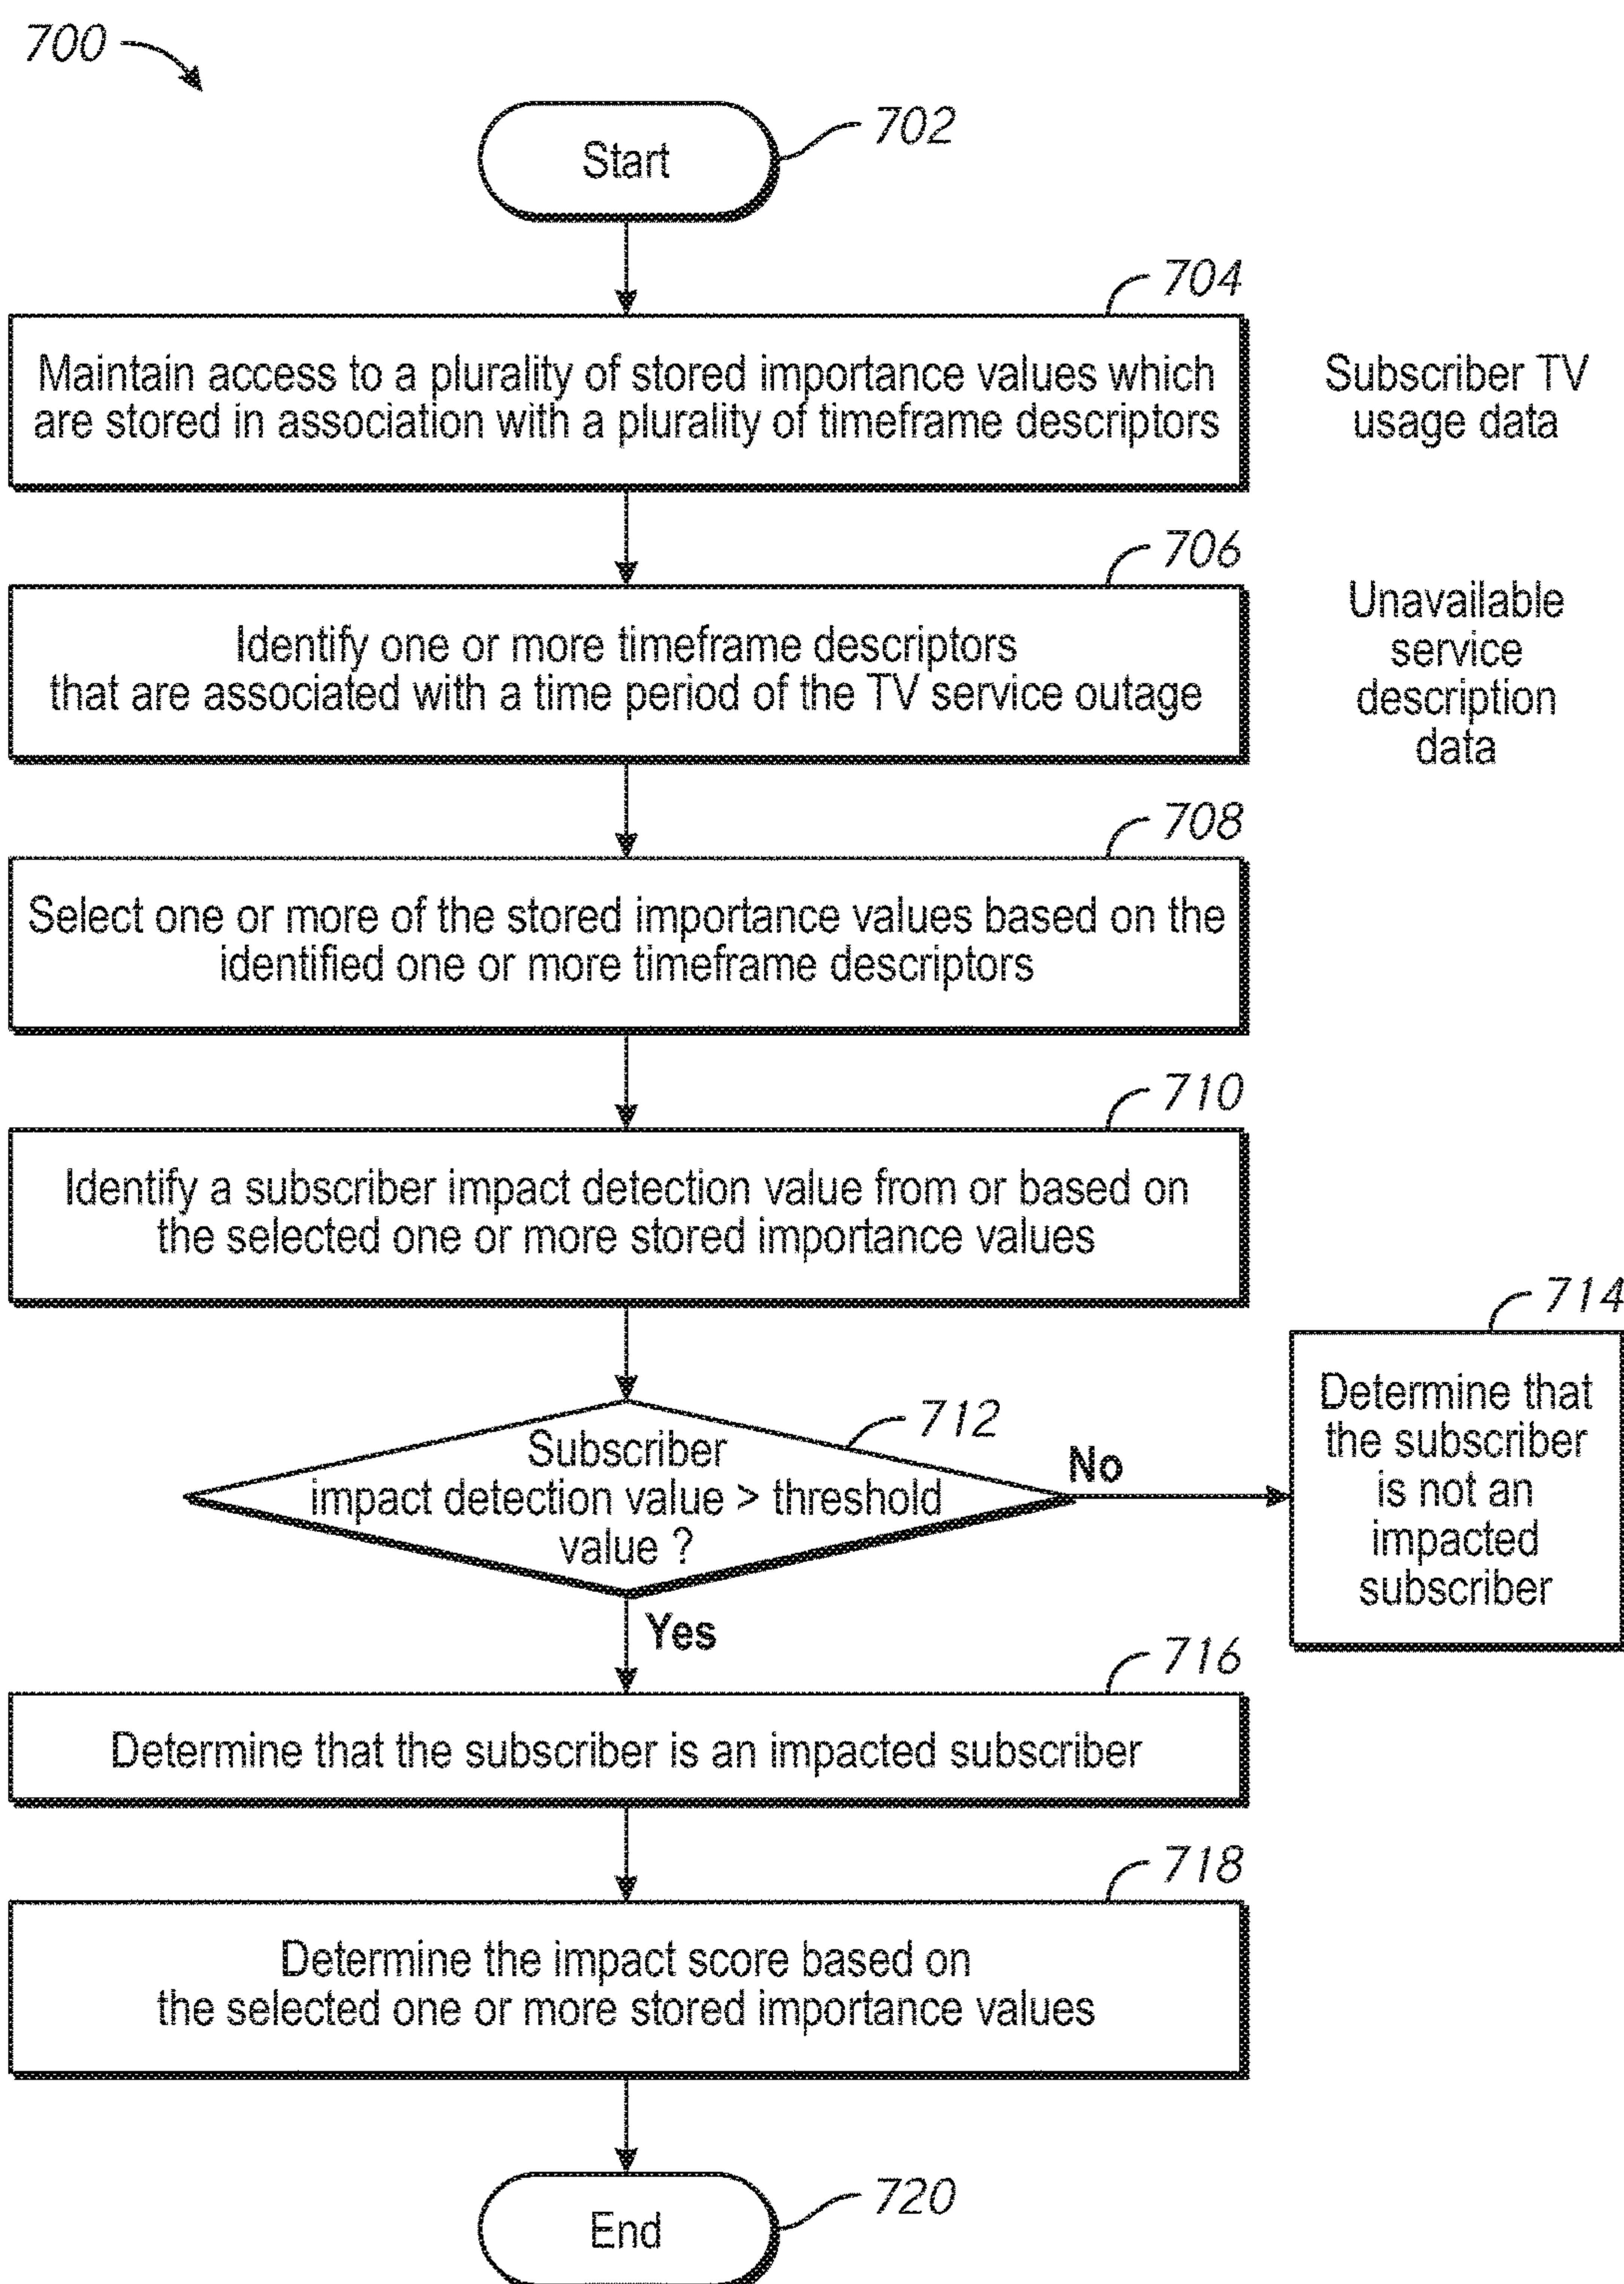 700
Start
702
704
Maintain access to a plurality of stored importance values which
are stored in association with a plurality of timeframe descriptors
Subscriber TV
usage data
706
Identify one or more timeframe descriptors
that are associated with a time period of the TV service outage
Unavailable
service
description
data
708
Select one or more of the stored importance values based on the
identified one or more timeframe descriptors
710
Identify a subscriber impact detection value from or based on
the selected one or more stored importance values
712
Subscriber
impact detection value > threshold
value ?
No
714
Determine that
the subscriber
is not an
impacted
subscriber
Yes
716
Determine that the subscriber is an impacted subscriber
718
Determine the impact score based on
the selected one or more stored importance values
End
720